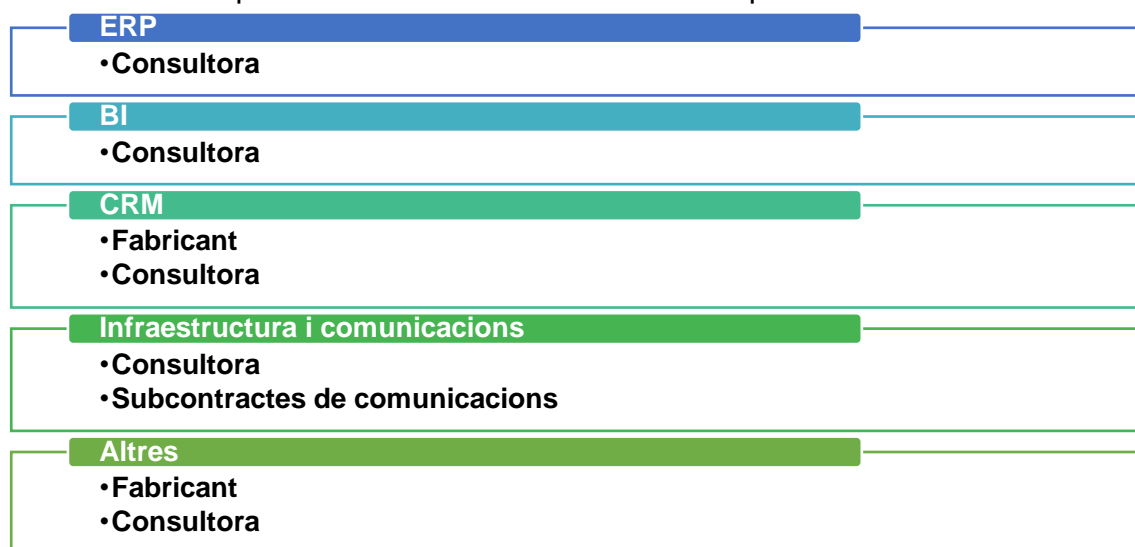 ERP
•Consultora
BI
•Consultora
CRM
•Fabricant
•Consultora
Infraestructura i comunicacions
•Consultora
•Subcontractes de comunicacions
Altres
•Fabricant
•Consultora